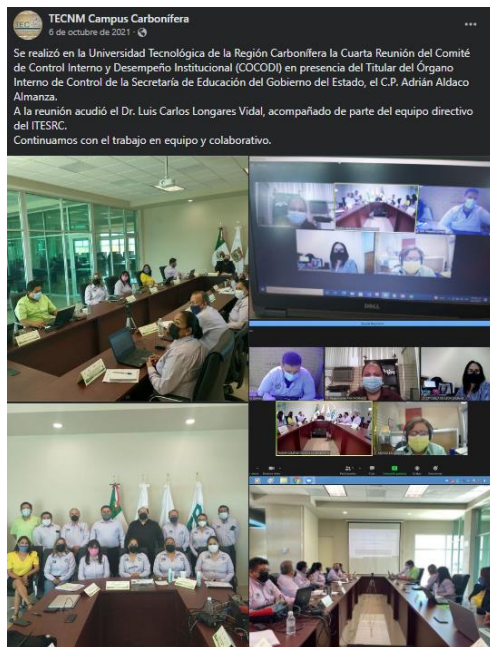 TECNM Campus Carbonífera
6 de octubre de 2021 ·
Se realizó en la Universidad Tecnológica de la Región Carbonífera la Cuarta Reunión del Comité
de Control Interno y Desempeño Institucional (COCODI) en presencia del Titular del Órgano
Interno de Control de la Secretaría de Educación del Gobierno del Estado, el C.P. Adrián Aldaco
Almanza.
A la reunión acudió el Dr. Luis Carlos Longares Vidal, acompañado de parte del equipo directivo
del ITESRC.
Continuamos con el trabajo en equipo y colaborativo.
DELL